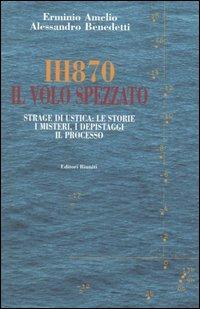 Erminio Amelio
Alessandro Benedetti
IH870
IL VOLO SPEZZATO
STRAGE DI USTICA: LE STORIE
I MISTERI, I DEPISTAGGI
IL PROCESSO
Editori Riuniti